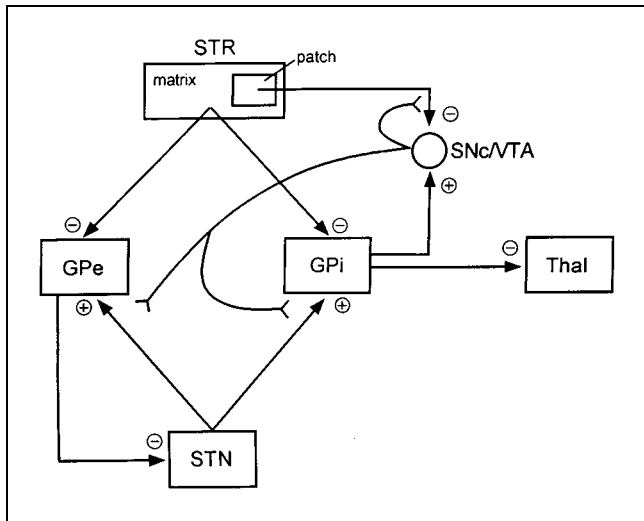 STR
patch
matrix
⊖
SNc/VTA
⊕
⊖
⊖
⊖
GPe
GPi
Thal
⊕
⊕
⊖
STN